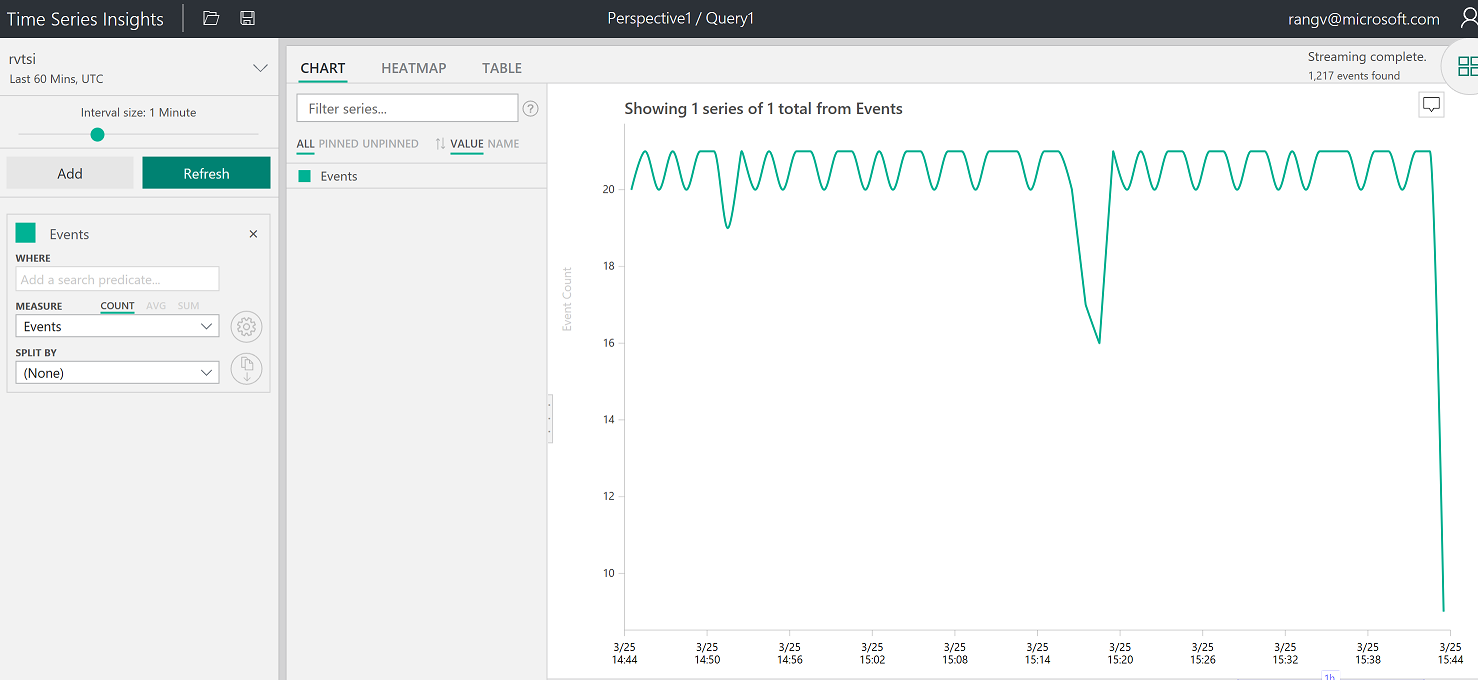 Time Series Insights
Perspective1 / Query1
rangv@microsoft.com
rvtsi
Last 60 Mins, UTC
Interval size: 1 Minute
Add
Refresh
Events
WHERE
Add a search predicate...
MEASURE COUNT AVG SUM
Events
SPLIT BY
(None)
CHART HEATMAP TABLE
Streaming complete.
1,217 events found
Filter series... ?
ALL PINNED UNPINNED VALUE NAME
Events
Showing 1 series of 1 total from Events
Event Count
20
18
16
14
12
10
3/25 3/25 3/25 3/25 3/25 3/25 3/25 3/25 3/25 3/25 3/25
14:44 14:50 14:56 15:02 15:08 15:14 15:20 15:26 15:32 15:38 15:44
1h